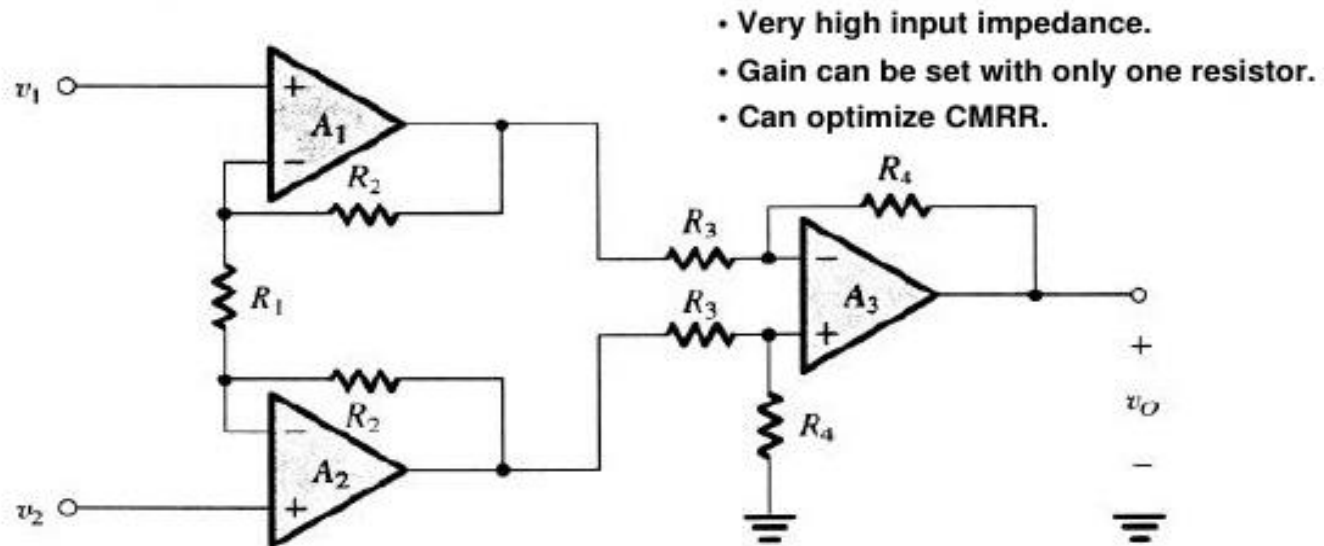 • Very high input impedance.
• Gain can be set with only one resistor.
• Can optimize CMRR.
v₁
+
A₁
−
R₂
R₁
R₂
−
A₂
+
v₂
R₃
R₄
−
A₃
+
R₃
R₄
+
v_O
−